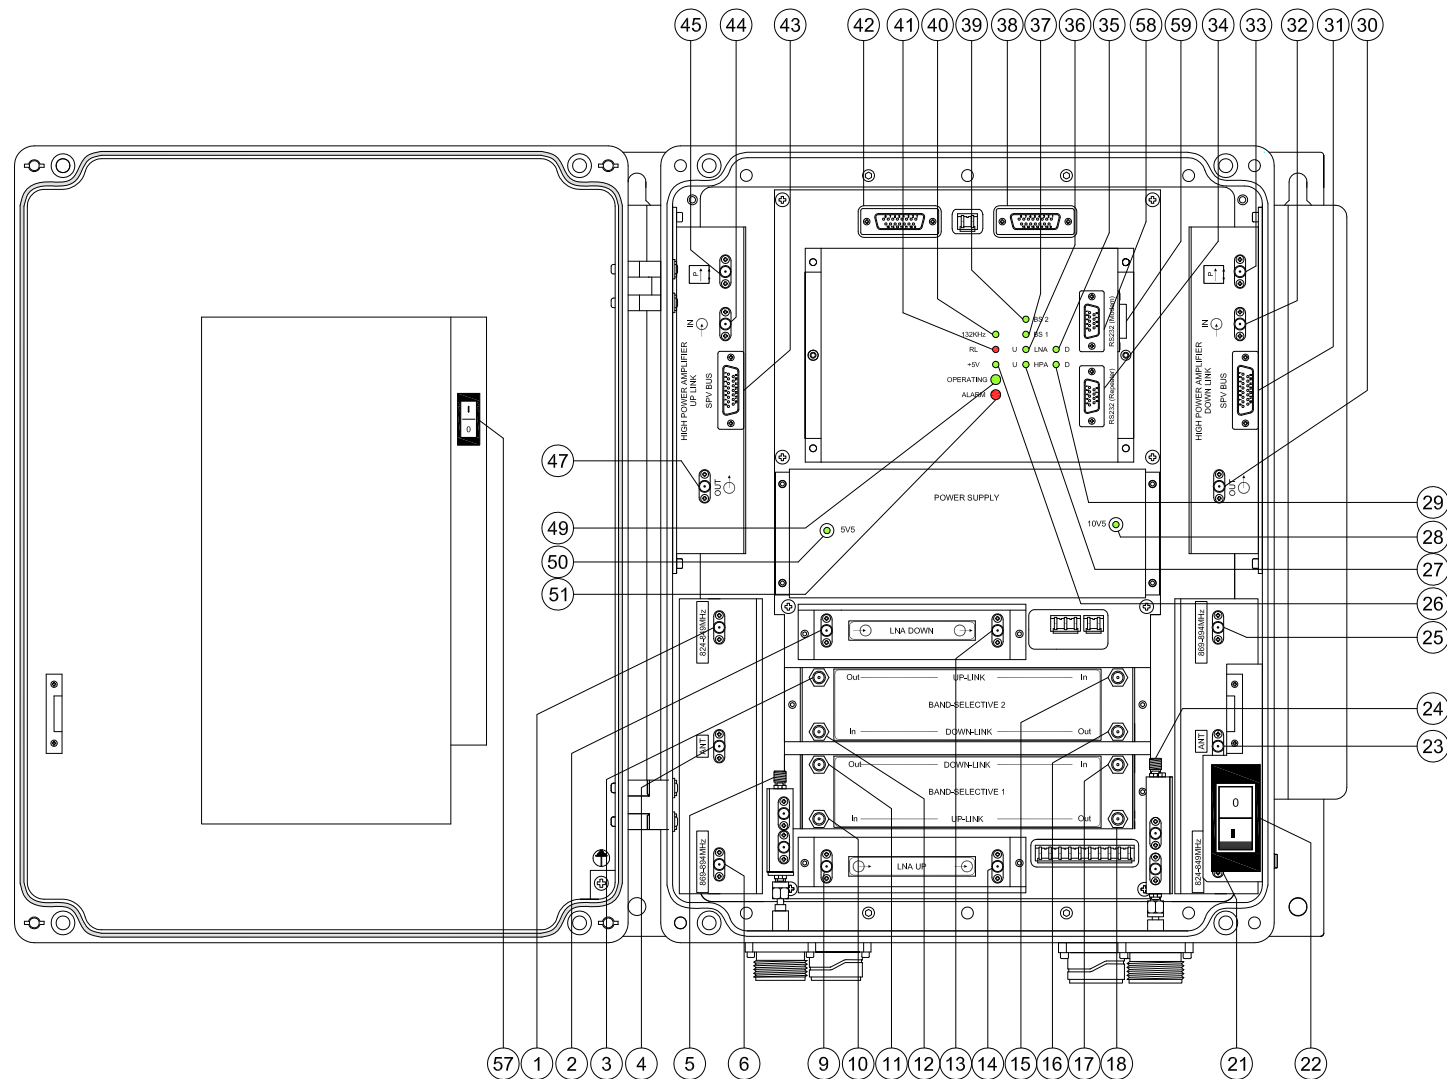 45 44 43 42 41 40 39 38 37 36 35 58 59 34 33 32 31 30
P
IN
HIGH POWER AMPLIFIER
UP LINK
SPV BUS
OUT
BS 2
132KHz BS 1
RL U LNA D
+5V U HPA D
OPERATING
ALARM
RS232 (Modem)
RS232 (Repeater)
P
IN
HIGH POWER AMPLIFIER
DOWN LINK
SPV BUS
OUT
I
0
47
49
50
51
POWER SUPPLY
5V5
10V5
29
28
27
26
25
24
23
824-849MHz
LNA DOWN
869-894MHz
Out UP-LINK In
BAND-SELECTIVE 2
In DOWN-LINK Out
ANT
ANT
Out DOWN-LINK In
BAND-SELECTIVE 1
In UP-LINK Out
0
I
869-894MHz
LNA UP
824-849MHz
57 1 2 3 4 5 6 9 10 11 12 13 14 15 16 17 18 21 22